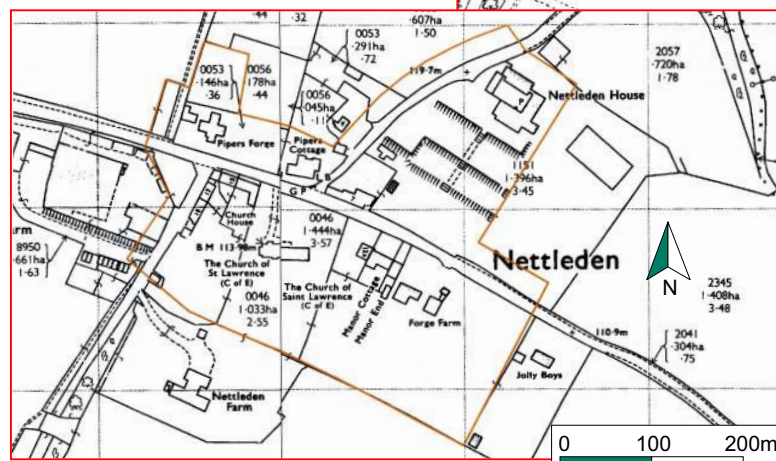 ·44
·32
0053
·291ha
·72
·607ha
1·50
119·7m
2057
·720ha
1·78
0053
·146ha
·36
0056
·178ha
·44
0056
·045ha
·11
Nettleden House
Pipers Forge
Pipers
Cottage
B
G P
1151
1·396ha
3·45
Church
House
0046
1·444ha
3·57
8950
·661ha
1·63
B M 113·98m
The Church of
St Lawrence
(C of E)
The Church of
Saint Lawrence
(C of E)
Manor Cottage
Manor End
Nettleden
N
0046
1·033ha
2·55
Forge Farm
2345
1·408ha
3·48
110·9m
2041
·304ha
·75
Jolly Boys
Nettleden
Farm
0 100 200m